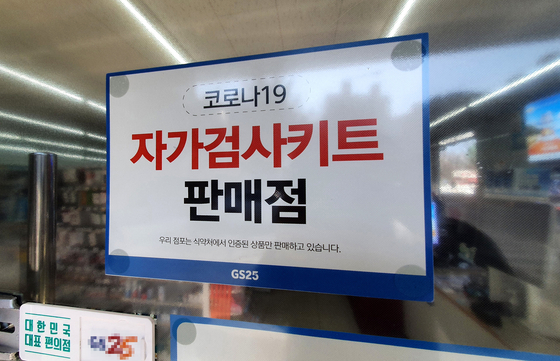 코로나19
자가검사키트
판매점
우리 점포는 식약처에서 인증된 상품만 판매하고 있습니다.
GS25
대한민국
대표 편의점